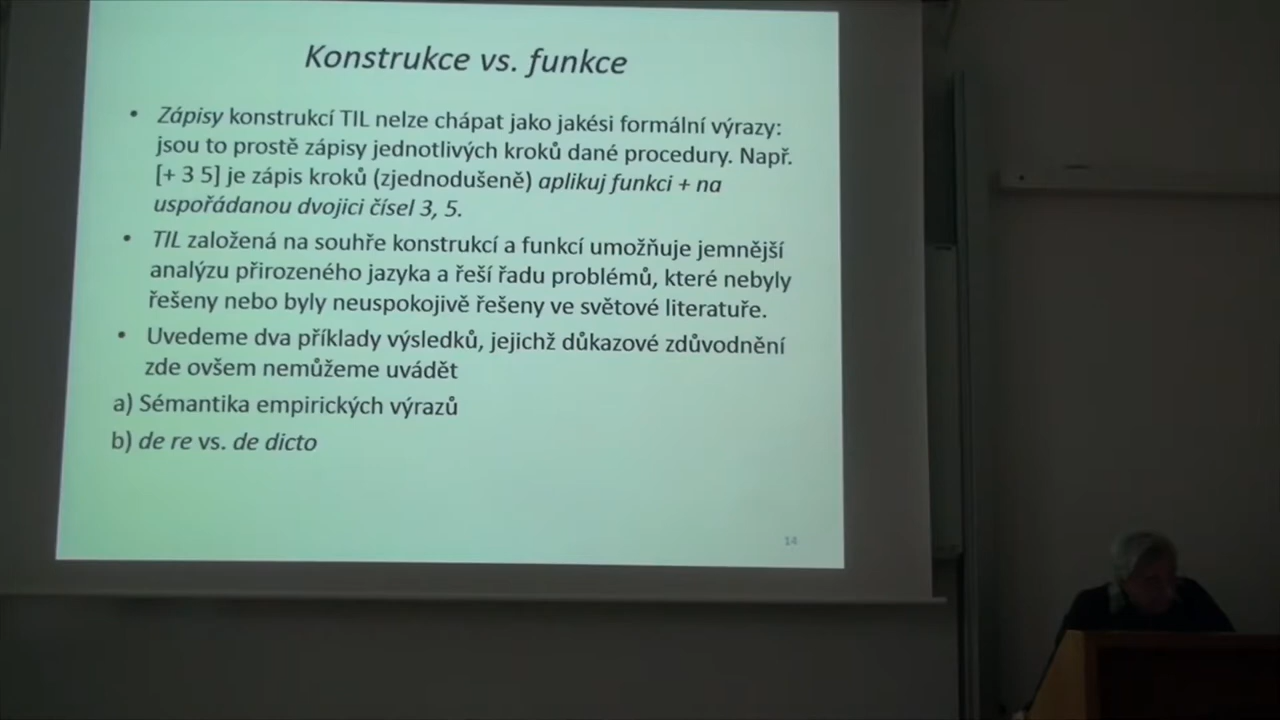 Konstrukce vs. funkce
• Zápisy konstrukcí TIL nelze chápat jako jakési formální výrazy:
jsou to prostě zápisy jednotlivých kroků dané procedury. Např.
[+ 3 5] je zápis kroků (zjednodušeně) aplikuj funkci + na
uspořádanou dvojici čísel 3, 5.
• TIL založená na souhře konstrukcí a funkcí umožňuje jemnější
analýzu přirozeného jazyka a řeší řadu problémů, které nebyly
řešeny nebo byly neuspokojivě řešeny ve světové literatuře.
• Uvedeme dva příklady výsledků, jejichž důkazové zdůvodnění
zde ovšem nemůžeme uvádět
a) Sémantika empirických výrazů
b) de re vs. de dicto
14